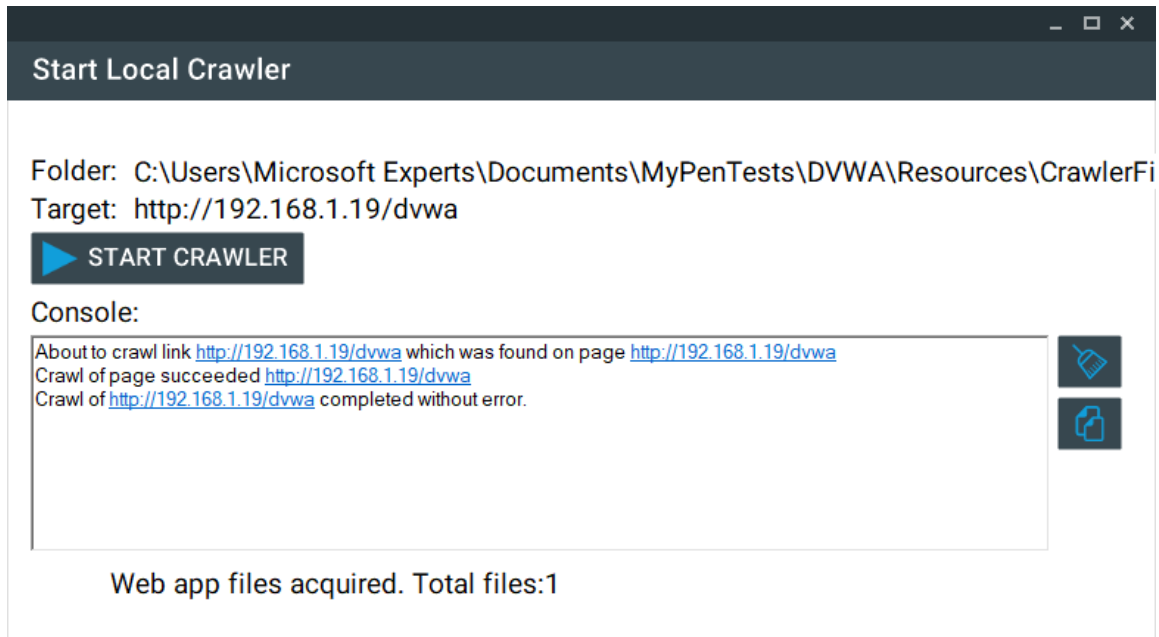 Start Local Crawler
Folder: C:\Users\Microsoft Experts\Documents\MyPenTests\DVWA\Resources\CrawlerFi
Target: http://192.168.1.19/dvwa
START CRAWLER
Console:
About to crawl link http://192.168.1.19/dvwa which was found on page http://192.168.1.19/dvwa
Crawl of page succeeded http://192.168.1.19/dvwa
Crawl of http://192.168.1.19/dvwa completed without error.
Web app files acquired. Total files:1